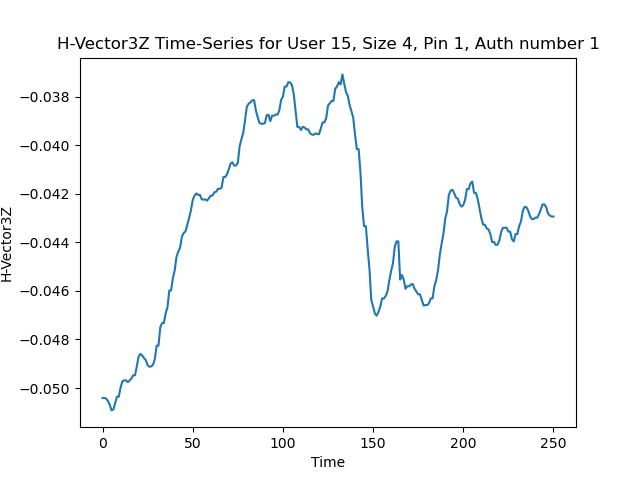 H-Vector3Z Time-Series for User 15, Size 4, Pin 1, Auth number 1
−0.038
−0.040
−0.042
−0.044
−0.046
−0.048
−0.050
H-Vector3Z
0 50 100 150 200 250
Time